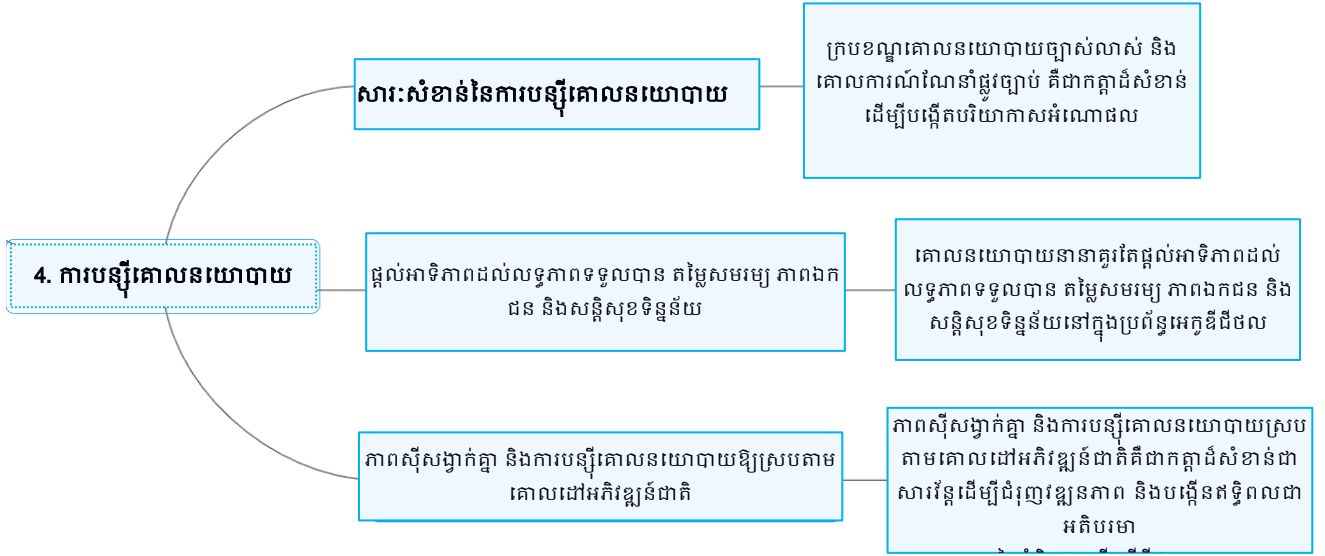 4. ការបន្ស៊ីគោលនយោបាយ
សារៈសំខាន់នៃការបន្ស៊ីគោលនយោបាយ
ក្របខណ្ឌគោលនយោបាយច្បាស់លាស់ និង
គោលការណ៍ណែនាំផ្លូវច្បាប់ គឺជាកត្តាដ៏សំខាន់
ដើម្បីបង្កើតបរិយាកាសអំណោផល
ផ្តល់អាទិភាពដល់លទ្ធភាពទទួលបាន តម្លៃសមរម្យ ភាពឯក
ជន និងសន្តិសុខទិន្នន័យ
គោលនយោបាយនានាគួរតែផ្តល់អាទិភាពដល់
លទ្ធភាពទទួលបាន តម្លៃសមរម្យ ភាពឯកជន និង
សន្តិសុខទិន្នន័យនៅក្នុងប្រព័ន្ធអេកូឌីជីថល
ភាពស៊ីសង្វាក់គ្នា និងការបន្ស៊ីគោលនយោបាយឱ្យស្របតាម
គោលដៅអភិវឌ្ឍន៍ជាតិ
ភាពស៊ីសង្វាក់គ្នា និងការបន្ស៊ីគោលនយោបាយស្រប
តាមគោលដៅអភិវឌ្ឍន៍ជាតិគឺជាកត្តាដ៏សំខាន់ជា
សារវ័ន្តដើម្បីជំរុញវឌ្ឍនភាព និងបង្កើនឥទ្ធិពលជា
អតិបរមា